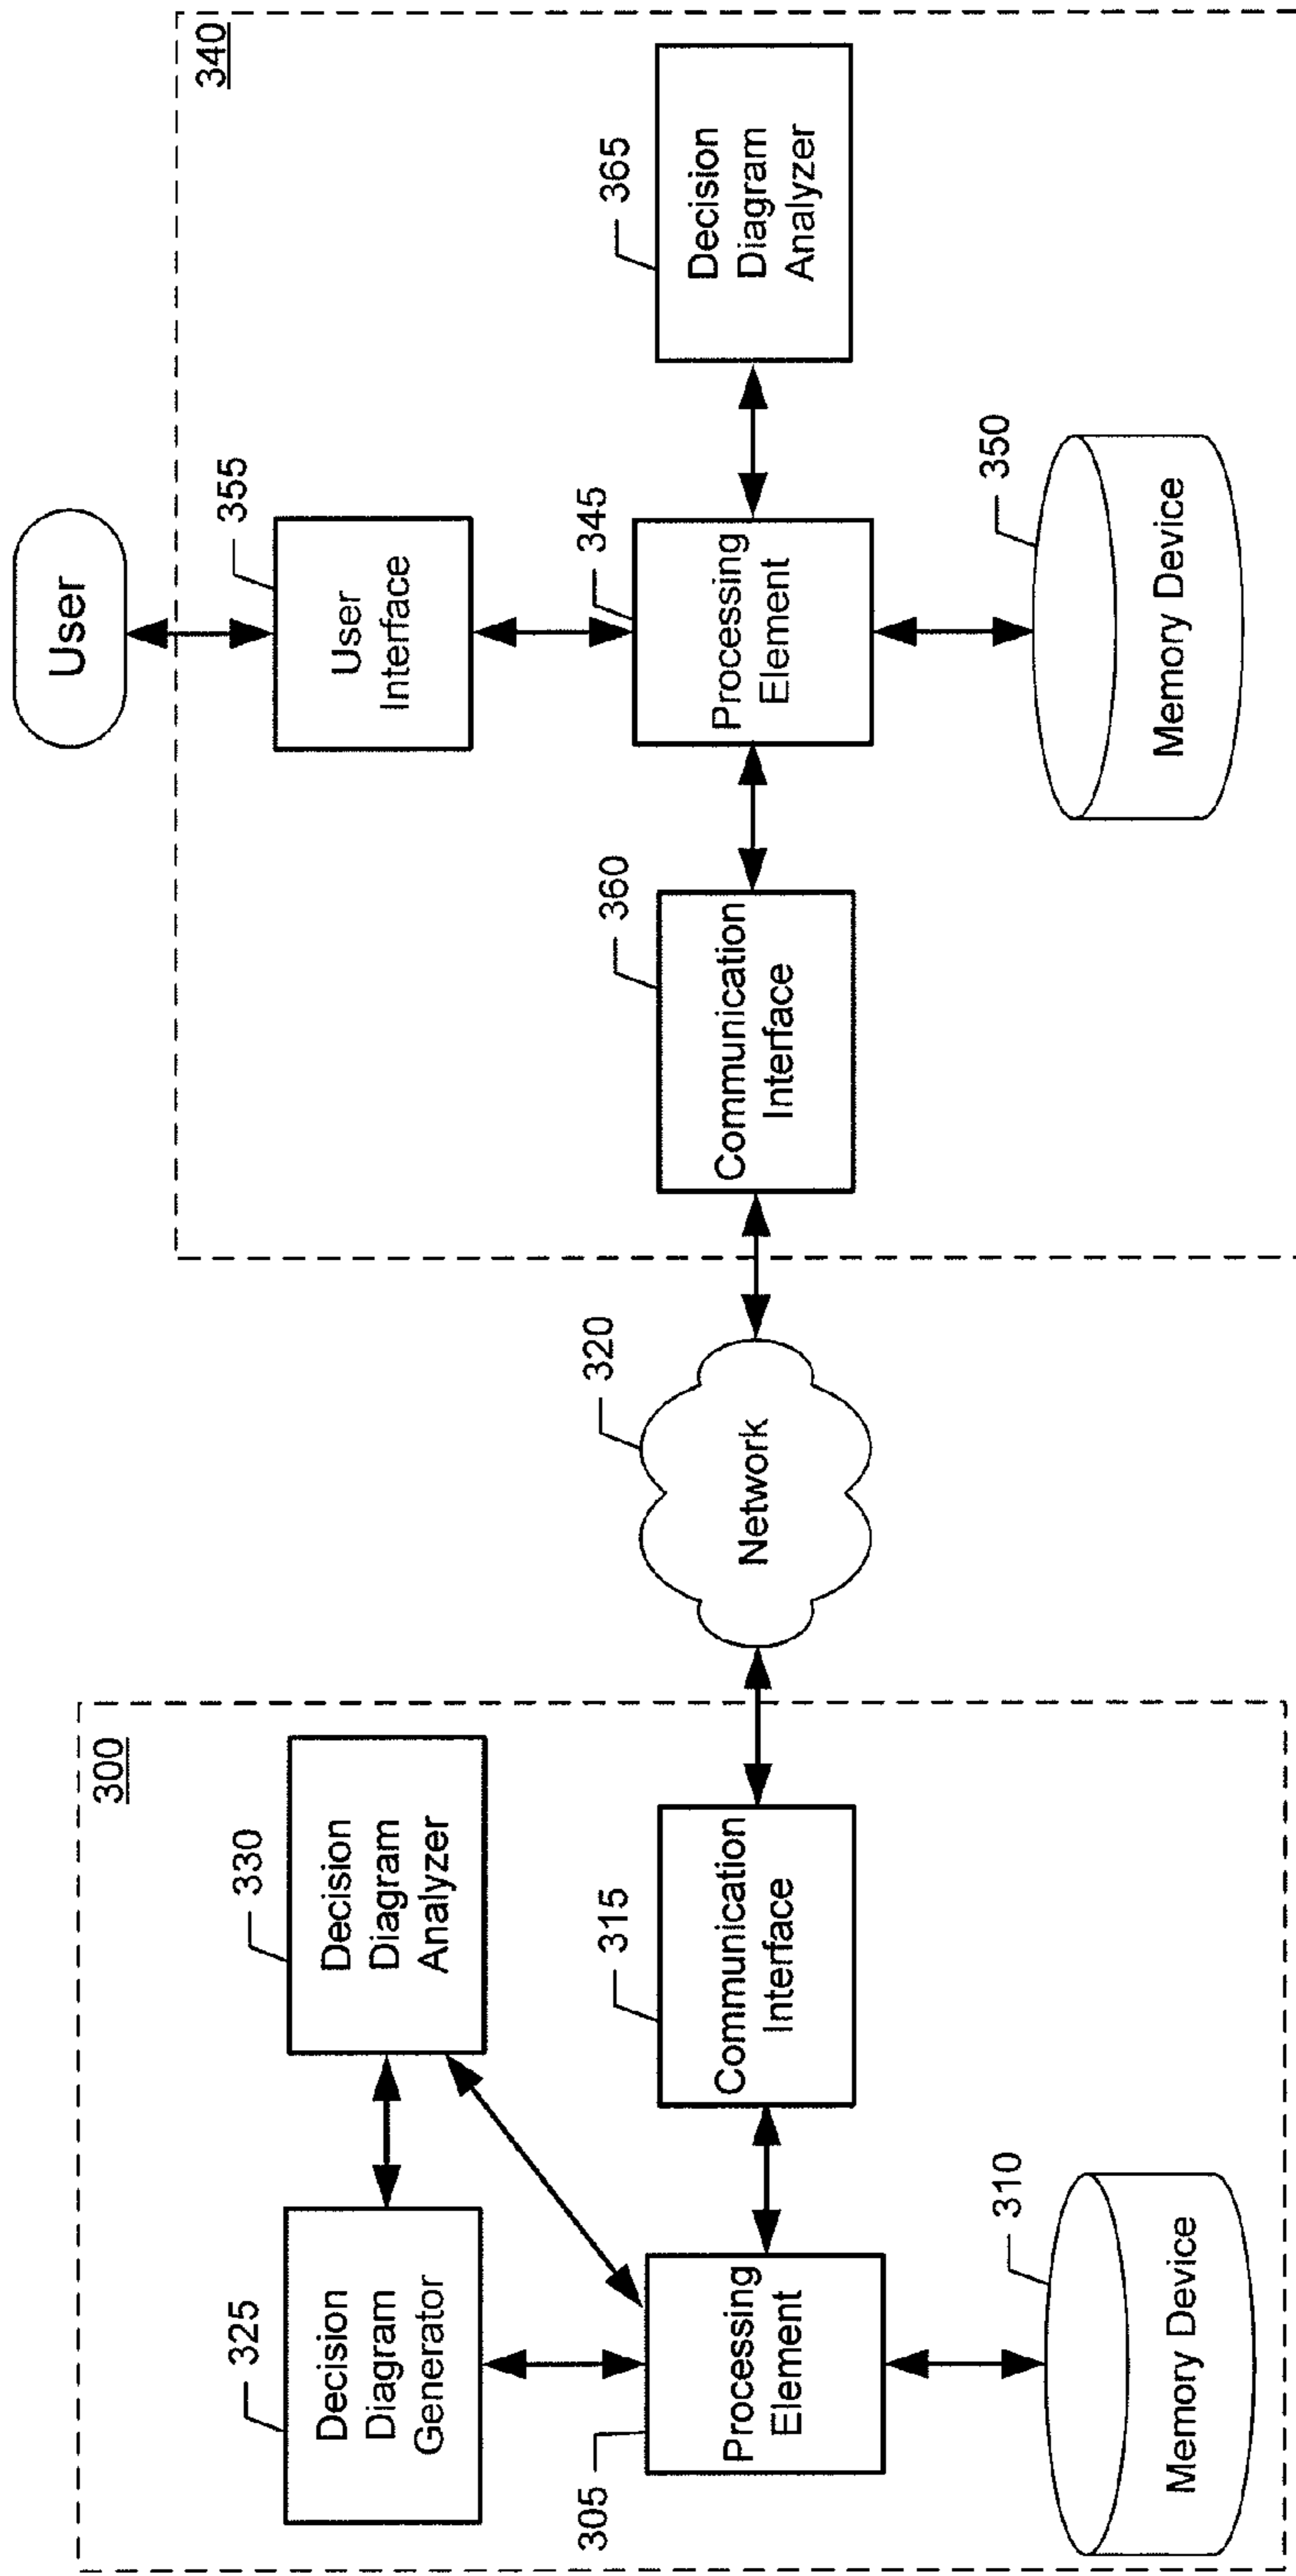 300
325
Decision
Diagram
Generator
330
Decision
Diagram
Analyzer
305
Processing
Element
315
Communication
Interface
310
Memory Device
320
Network
User
340
355
User
Interface
360
Communication
Interface
345
Processing
Element
365
Decision
Diagram
Analyzer
350
Memory Device